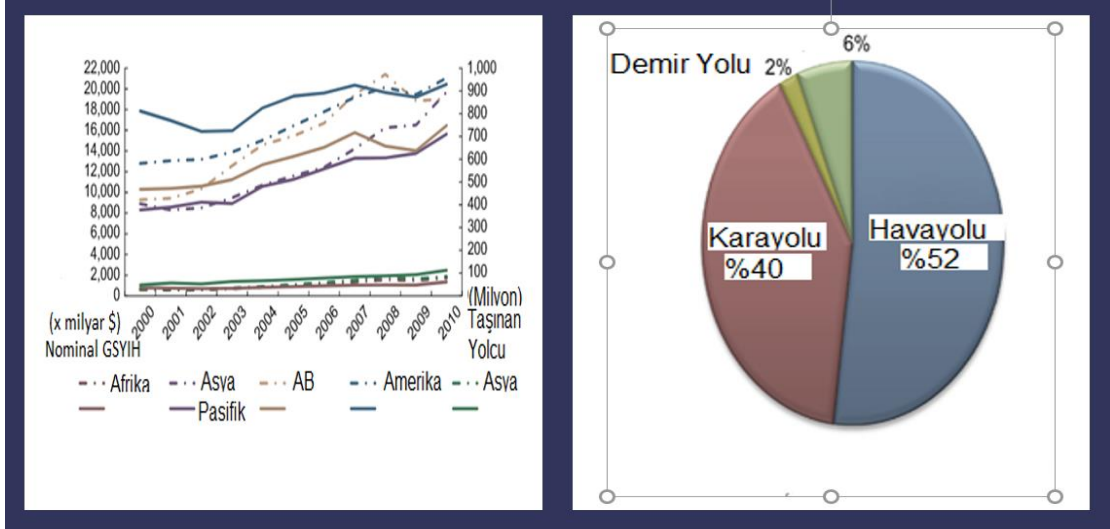 22,000
20,000
18,000
16,000
14,000
12,000
10,000
8,000
6,000
4,000
2,000
0
1,000
900
800
700
600
500
400
300
200
100
(Milyon)
Taşınan
Yolcu
(x milyar $)
Nominal GSYIH
2000 2001 2002 2003 2004 2005 2006 2007 2008 2009 2010
Afrika Asya AB Amerika Asya
Pasifik
Demir Yolu 2% 6%
Karayolu
%40
Havayolu
%52